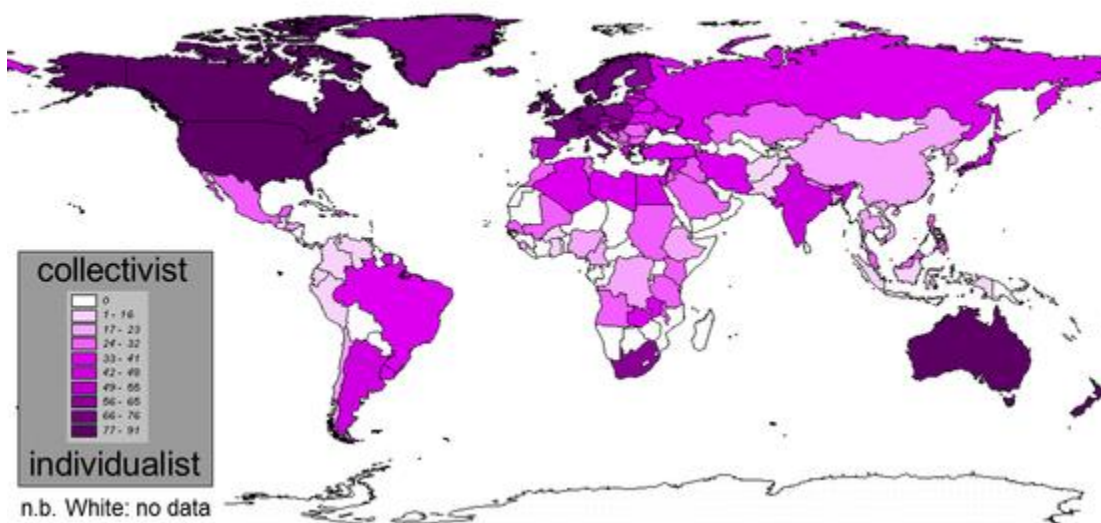 collectivist
0
1 - 16
17 - 23
24 - 32
33 - 41
42 - 48
49 - 55
56 - 65
66 - 76
77 - 91
individualist
n.b. White: no data